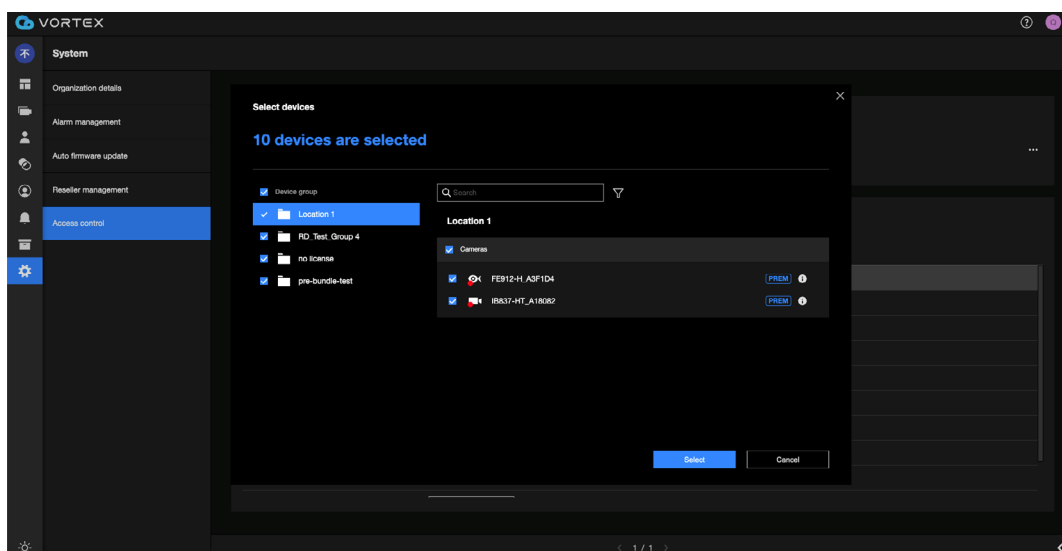 VORTEX
System
Organization details
Alarm management
Auto firmware update
Reseller management
Access control
Select devices
10 devices are selected
Device group
Location 1
RD_Test_Group 4
no license
pre-bundle-test
Search
Location 1
Cameras
FE912-H_A3F1D4
PREM
IB837-HT_A18082
PREM
Select
Cancel
1 / 1